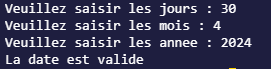 Veuillez saisir les jours : 30
Veuillez saisir les mois : 4
Veuillez saisir les annee : 2024
La date est valide